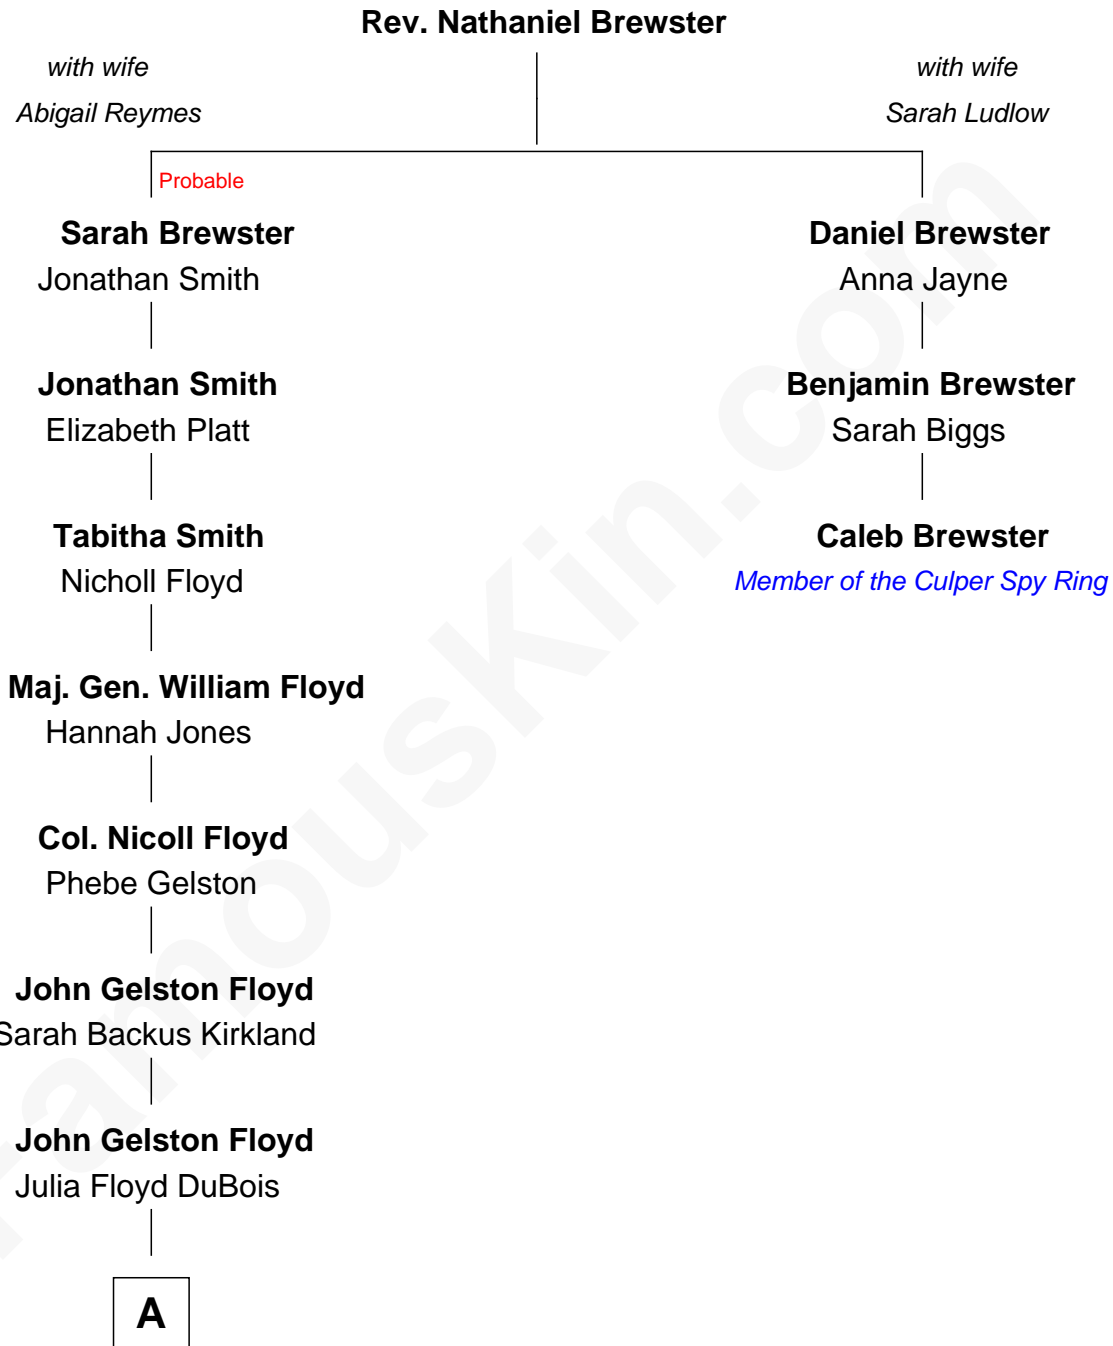 Rev. Nathaniel Brewster
with wife
Abigail Reymes
with wife
Sarah Ludlow
Probable
Sarah Brewster
Jonathan Smith
Daniel Brewster
Anna Jayne
Jonathan Smith
Elizabeth Platt
Benjamin Brewster
Sarah Biggs
Tabitha Smith
Nicholl Floyd
Caleb Brewster
Member of the Culper Spy Ring
Maj. Gen. William Floyd
Hannah Jones
Col. Nicoll Floyd
Phebe Gelston
John Gelston Floyd
Sarah Backus Kirkland
John Gelston Floyd
Julia Floyd DuBois
A
FamousKin.com